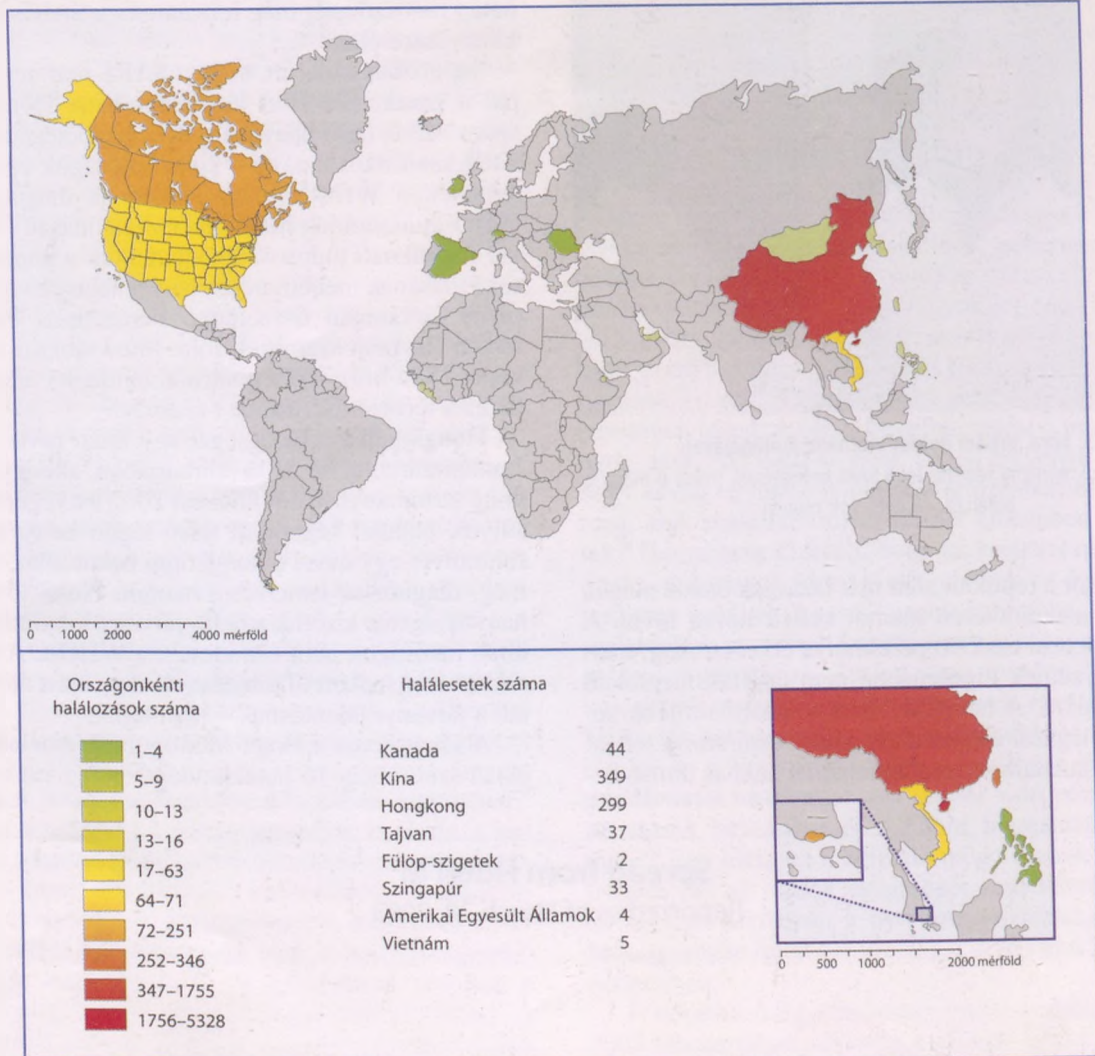 0 1000 2000 4000 mérföld
Országonkénti
halálozások száma
1–4
5–9
10–13
13–16
17–63
64–71
72–251
252–346
347–1755
1756–5328
Halálesetek száma
Kanada 44
Kína 349
Hongkong 299
Tajvan 37
Fülöp-szigetek 2
Szingapúr 33
Amerikai Egyesült Államok 4
Vietnám 5
0 500 1000 2000 mérföld